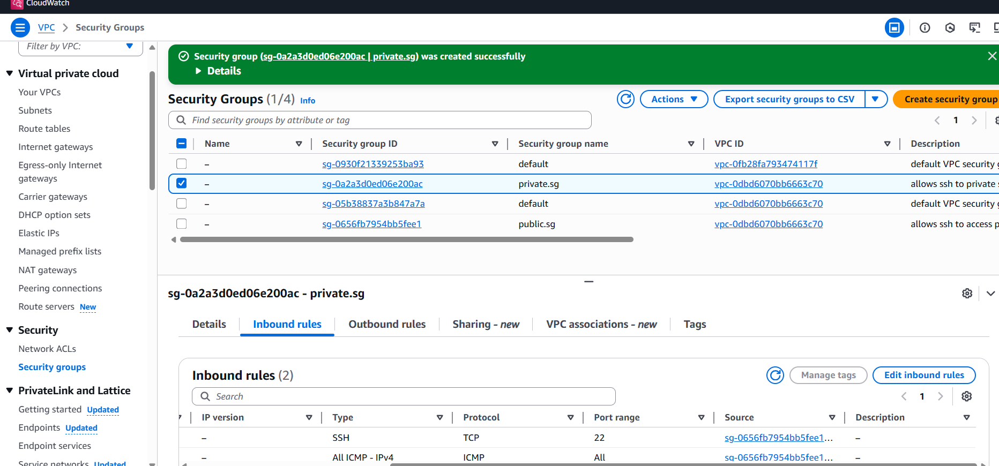 CloudWatch
VPC > Security Groups
Filter by VPC:
Virtual private cloud
Your VPCs
Subnets
Route tables
Internet gateways
Egress-only Internet
gateways
Carrier gateways
DHCP option sets
Elastic IPs
Managed prefix lists
NAT gateways
Peering connections
Route servers New
Security
Network ACLs
Security groups
PrivateLink and Lattice
Getting started Updated
Endpoints Updated
Endpoint services
Service networks Updated
Security group (sg-0a2a3d0ed06e200ac | private.sg) was created successfully
Details
Security Groups (1/4) Info
Actions
Export security groups to CSV
Create security group
Find security groups by attribute or tag
1
Name Security group ID Security group name VPC ID Description
– sg-0930f21339253ba93 default vpc-0fb28fa793474117f default VPC security g
– sg-0a2a3d0ed06e200ac private.sg vpc-0dbd6070bb6663c70 allows ssh to private s
– sg-05b38837a3b847a7a default vpc-0dbd6070bb6663c70 default VPC security g
– sg-0656fb7954bb5fee1 public.sg vpc-0dbd6070bb6663c70 allows ssh to access p
sg-0a2a3d0ed06e200ac - private.sg
Details Inbound rules Outbound rules Sharing - new VPC associations - new Tags
Inbound rules (2)
Manage tags
Edit inbound rules
Search
1
IP version Type Protocol Port range Source Description
– SSH TCP 22 sg-0656fb7954bb5fee1... –
– All ICMP - IPv4 ICMP All sg-0656fb7954bb5fee1... –